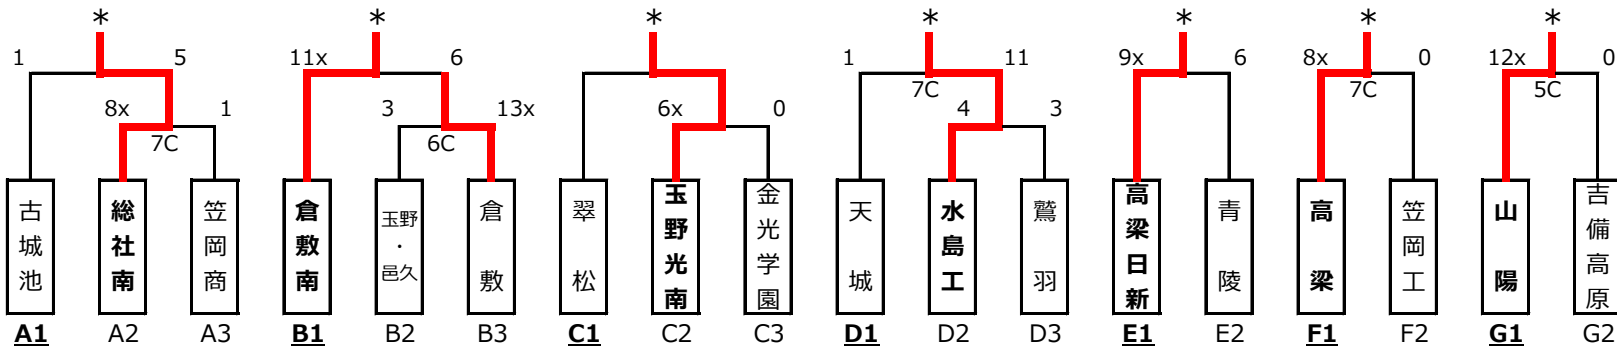 * * * * * * *
1 5 11x 6 1 11 9x 6 8x 0 12x 0
7C 7C 5C
8x 1 3 13x 6x 0 4 3
7C 6C
古城池
総社南
笠岡商
倉敷南
玉野・邑久
倉敷
翠松
玉野光南
金光学園
天城
水島工
鷲羽
高梁日新
青陵
高梁
笠岡工
山陽
吉備高原
A1 A2 A3 B1 B2 B3 C1 C2 C3 D1 D2 D3 E1 E2 F1 F2 G1 G2